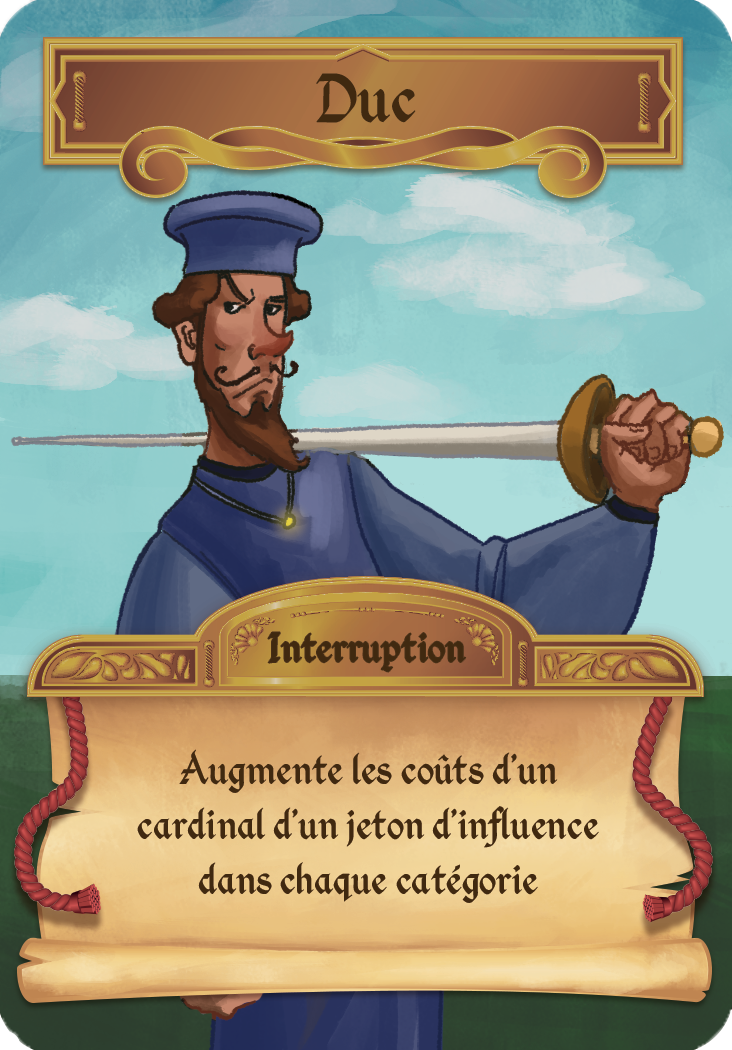 Duc
Interruption
Augmente les coûts d'un
cardinal d'un jeton d'influence
dans chaque catégorie